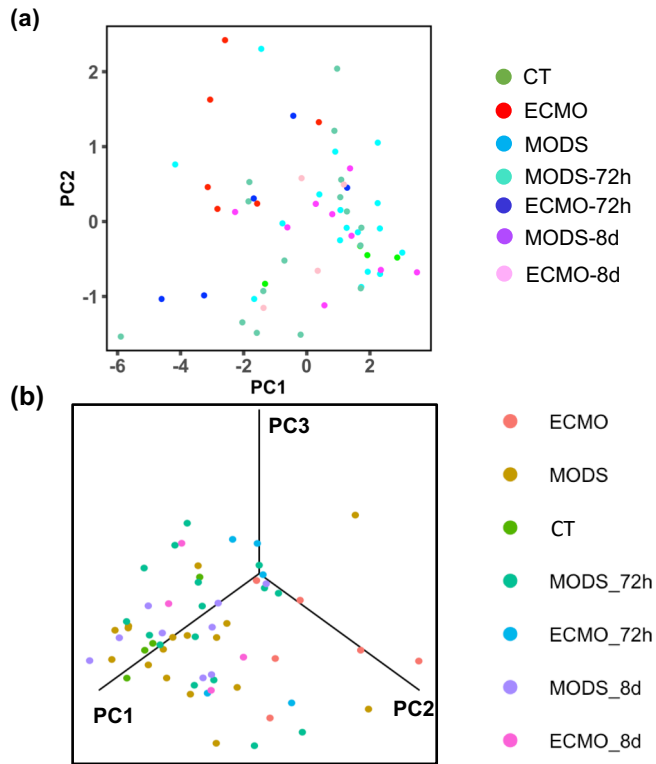 (a)
PC2
2
1
0
-1
-6
-4
-2
0
2
PC1
CT
ECMO
MODS
MODS-72h
ECMO-72h
MODS-8d
ECMO-8d
(b)
PC3
PC1
PC2
ECMO
MODS
CT
MODS_72h
ECMO_72h
MODS_8d
ECMO_8d